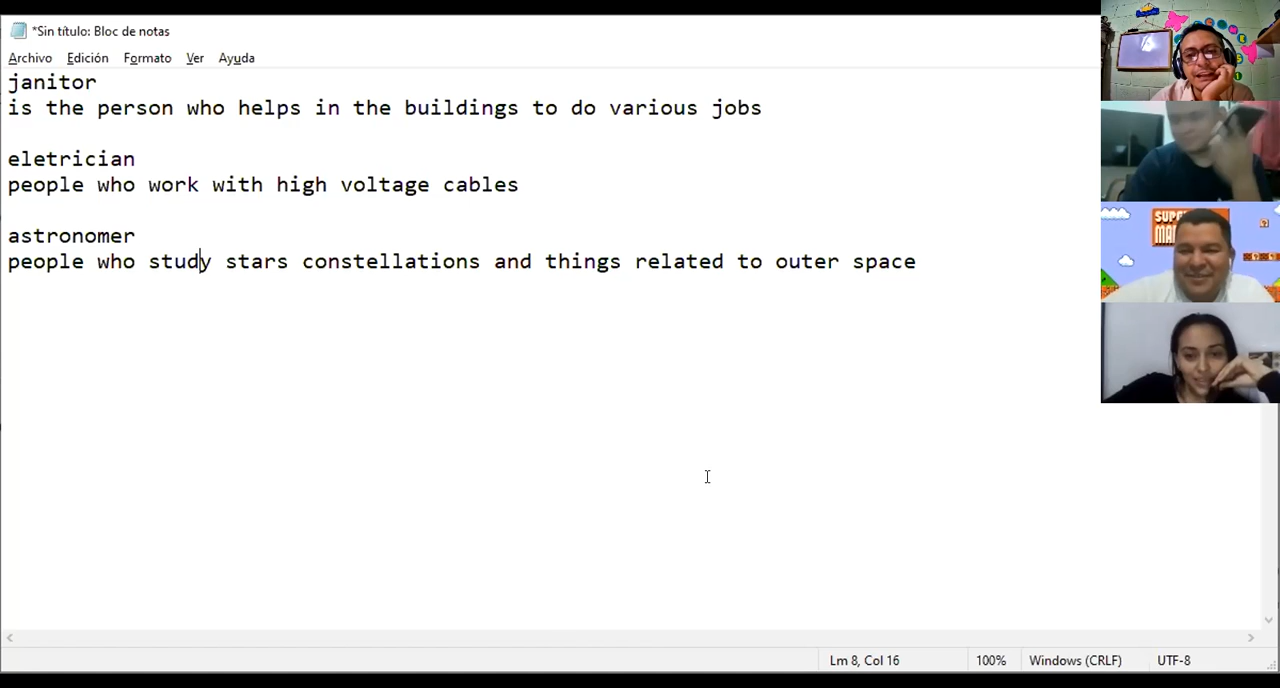 *Sin título: Bloc de notas
Archivo Edición Formato Ver Ayuda
janitor
is the person who helps in the buildings to do various jobs
eletrician
people who work with high voltage cables
astronomer
people who study stars constellations and things related to outer space
SUPER
Lm 8, Col 16 100% Windows (CRLF) UTF-8